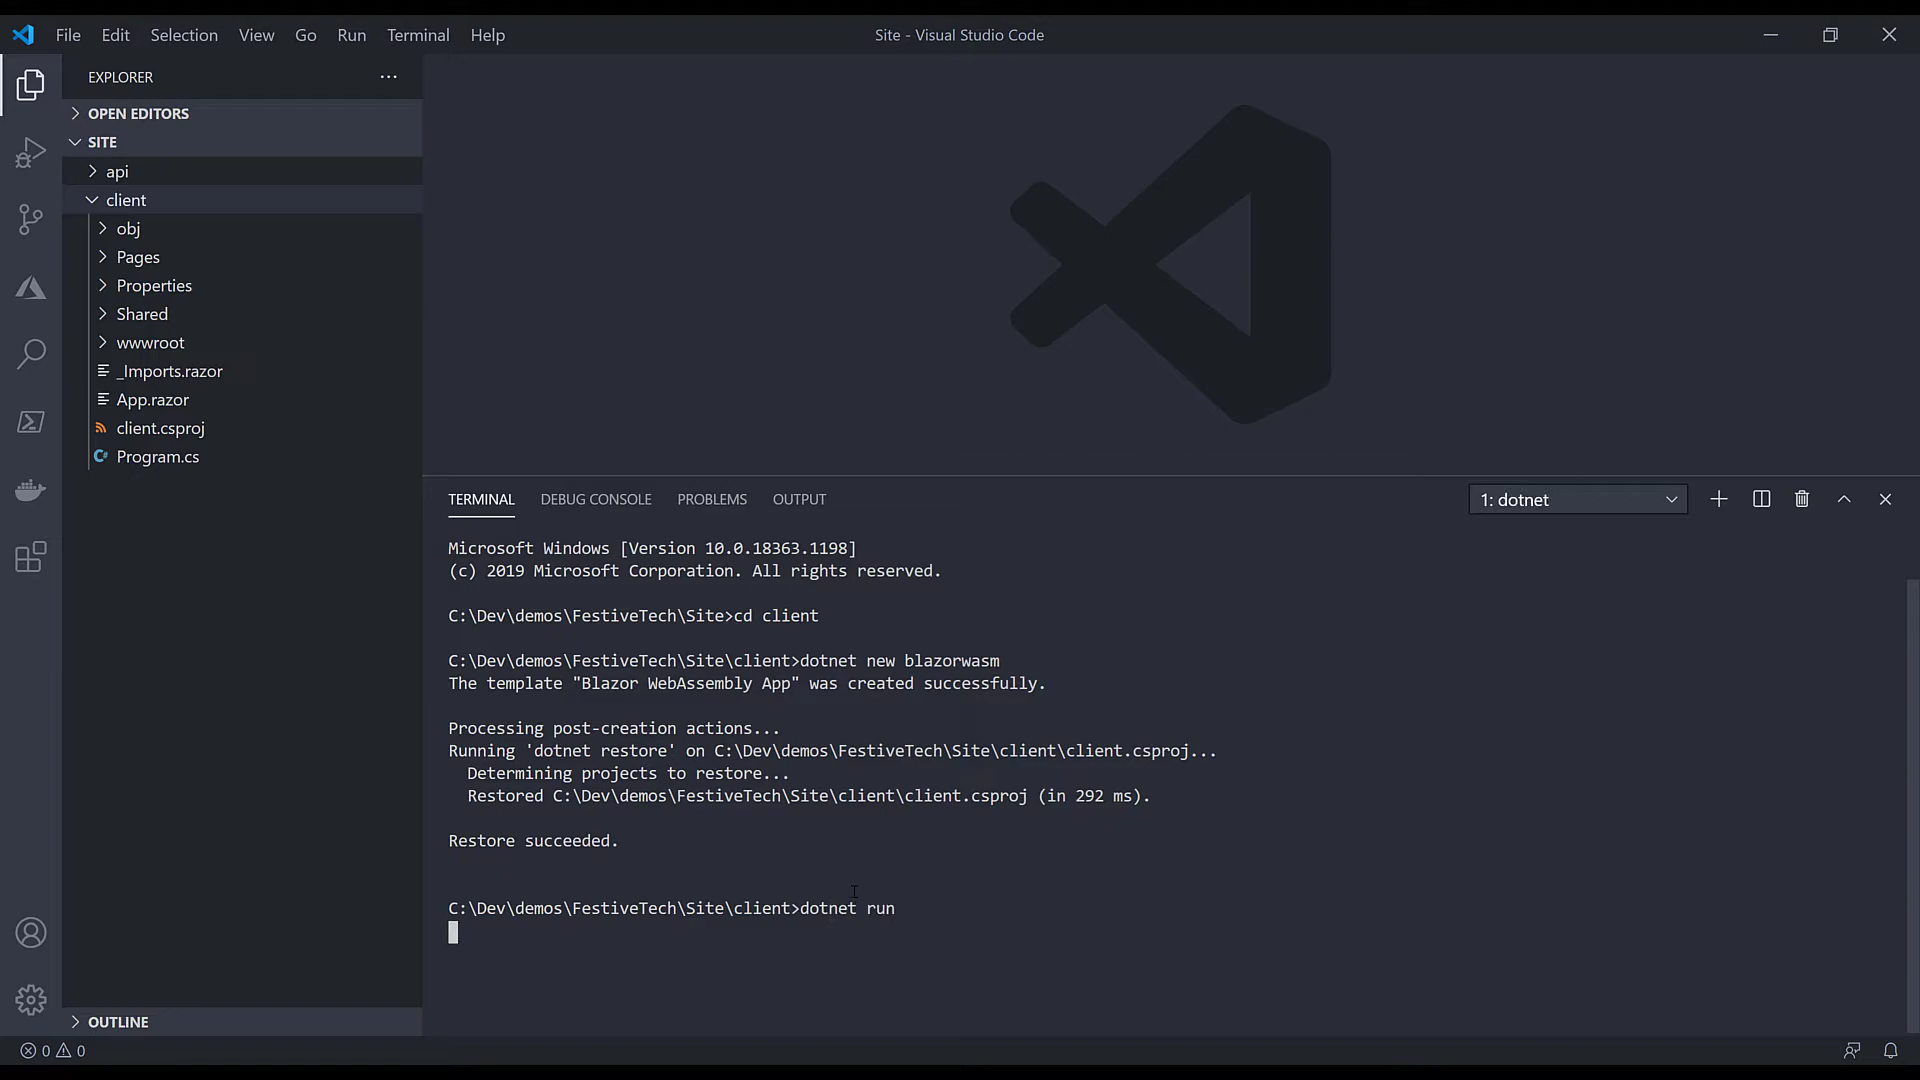 File Edit Selection View Go Run Terminal Help
Site - Visual Studio Code
EXPLORER
OPEN EDITORS
SITE
api
client
obj
Pages
Properties
Shared
wwwroot
_Imports.razor
App.razor
client.csproj
C# Program.cs
OUTLINE
TERMINAL DEBUG CONSOLE PROBLEMS OUTPUT
1: dotnet
Microsoft Windows [Version 10.0.18363.1198]
(c) 2019 Microsoft Corporation. All rights reserved.
C:\Dev\demos\FestiveTech\Site>cd client
C:\Dev\demos\FestiveTech\Site\client>dotnet new blazorwasm
The template "Blazor WebAssembly App" was created successfully.
Processing post-creation actions...
Running 'dotnet restore' on C:\Dev\demos\FestiveTech\Site\client\client.csproj...
Determining projects to restore...
Restored C:\Dev\demos\FestiveTech\Site\client\client.csproj (in 292 ms).
Restore succeeded.
C:\Dev\demos\FestiveTech\Site\client>dotnet run
0 0